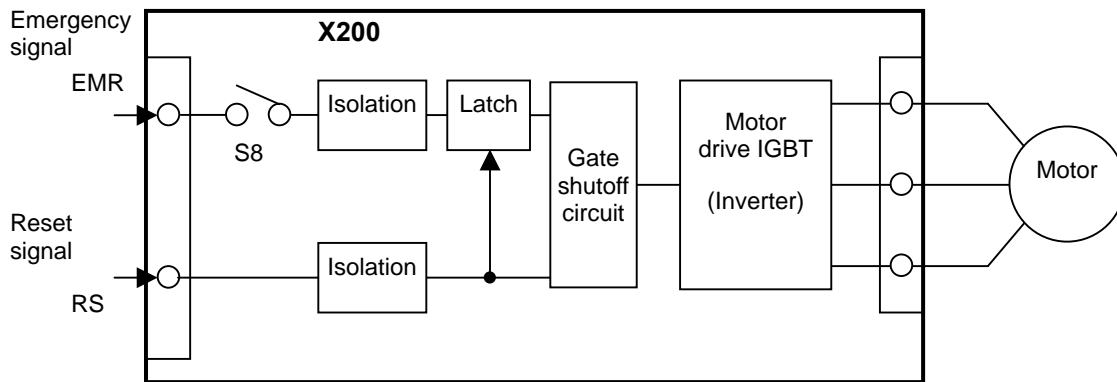 Emergency
signal
X200
EMR
Isolation
Latch
S8
Gate
shutoff
circuit
Motor
drive IGBT
(Inverter)
Motor
Reset
signal
Isolation
RS